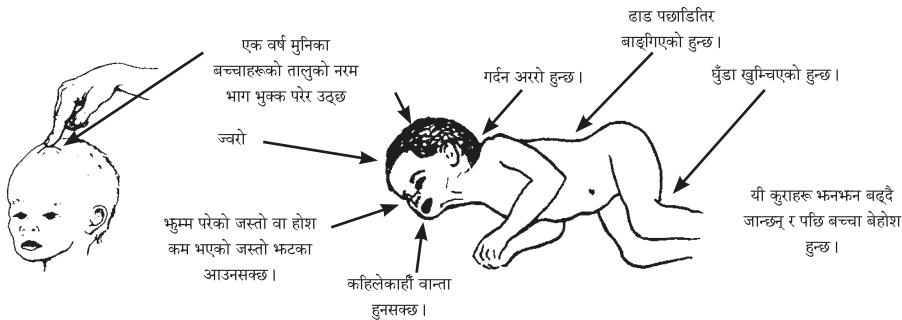 एक वर्ष मुनिका
बच्चाहरूको तालुको नरम
भाग भुक्क परेर उठ्छ
ज्वरो
झुम्म परेको जस्तो वा होश
कम भएको जस्तो झटका
आउनसक्छ ।
कहिलेकाहीँ वान्ता
हुनसक्छ ।
गर्दन अररो हुन्छ ।
ढाड पछाडितिर
बाङ्गिएको हुन्छ ।
घुँडा खुम्चिएको हुन्छ ।
यी कुराहरू झनझन बढ्दै
जान्छन् र पछि बच्चा बेहोश
हुन्छ ।